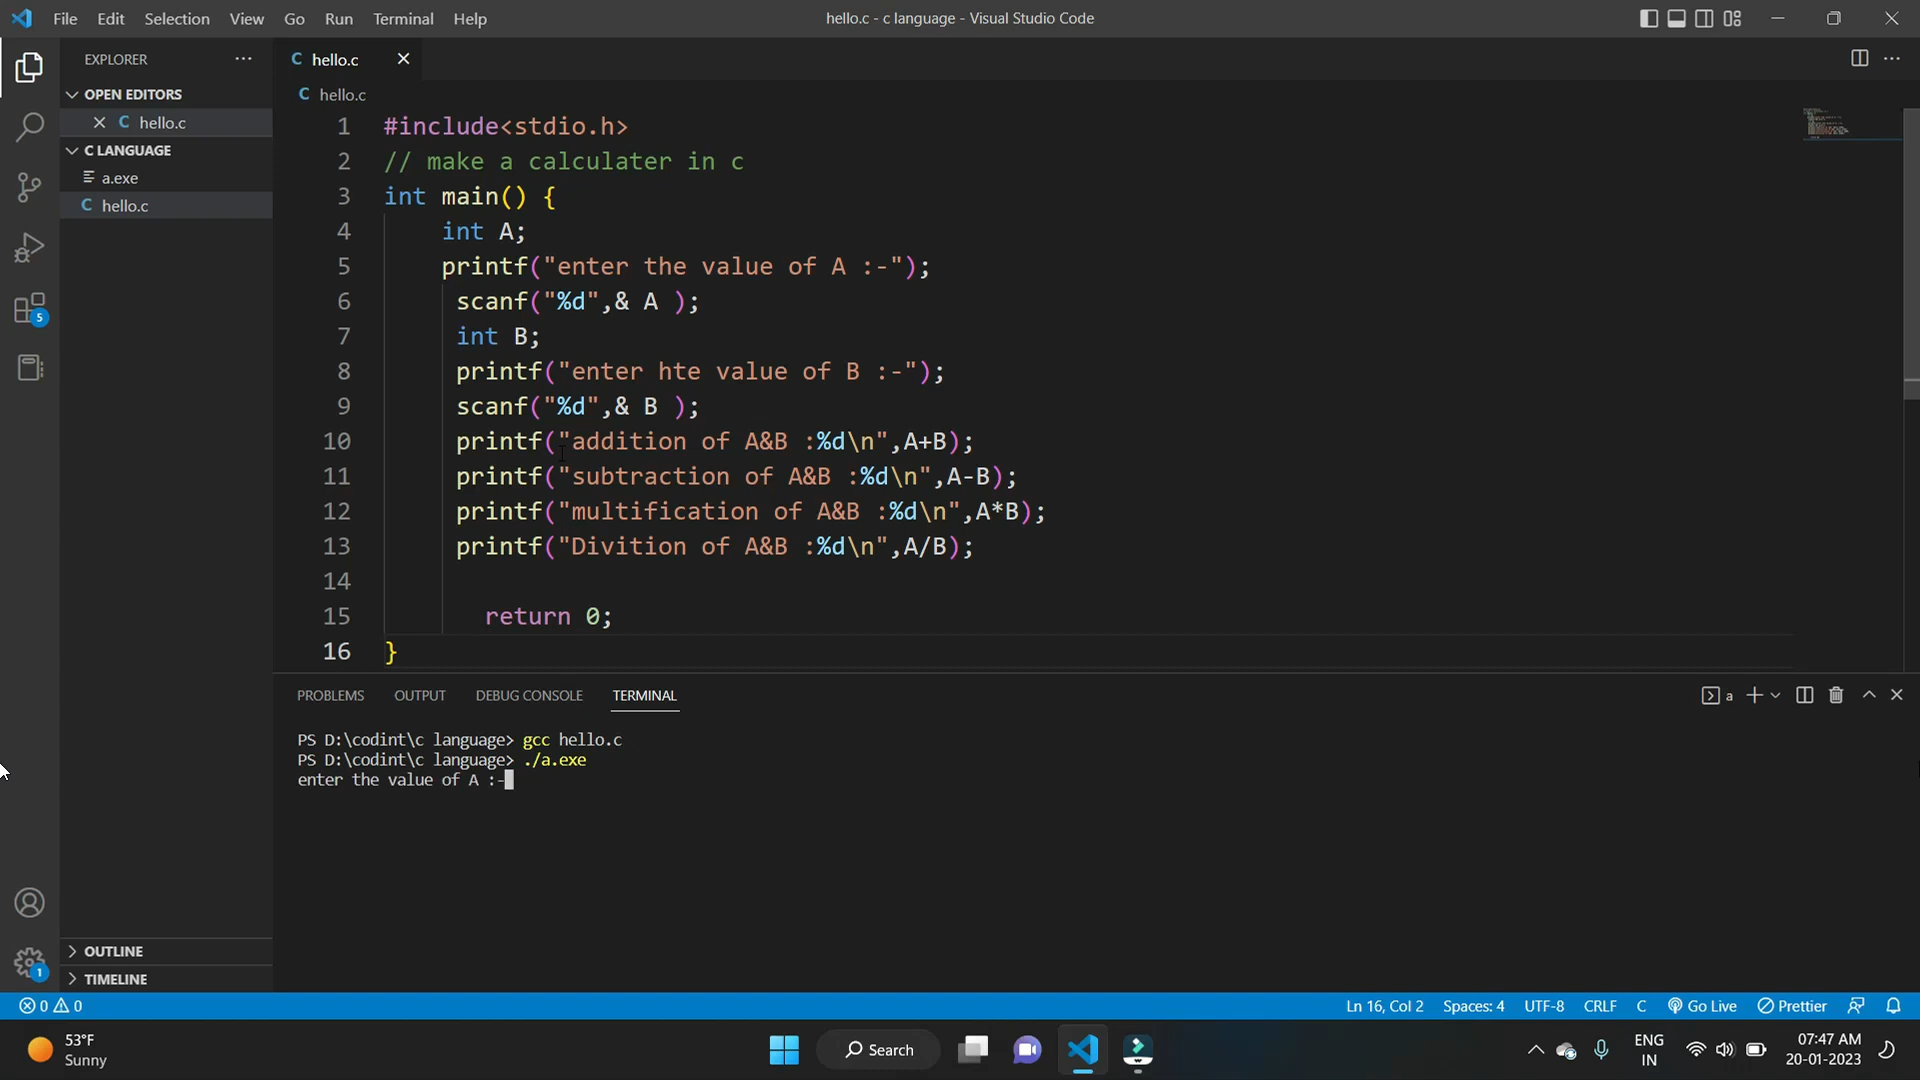 File Edit Selection View Go Run Terminal Help
hello.c - c language - Visual Studio Code
EXPLORER
OPEN EDITORS
C hello.c
C LANGUAGE
a.exe
C hello.c
OUTLINE
TIMELINE
5
1
C hello.c
C hello.c
1 #include<stdio.h>
2 // make a calculater in c
3 int main() {
4 int A;
5 printf("enter the value of A :-");
6 scanf("%d",& A );
7 int B;
8 printf("enter hte value of B :-");
9 scanf("%d",& B );
10 printf("addition of A&B :%d\n",A+B);
11 printf("subtraction of A&B :%d\n",A-B);
12 printf("multification of A&B :%d\n",A*B);
13 printf("Divition of A&B :%d\n",A/B);
14
15 return 0;
16 }
PROBLEMS OUTPUT DEBUG CONSOLE TERMINAL
a
PS D:\codint\c language> gcc hello.c
PS D:\codint\c language> ./a.exe
enter the value of A :-
0 0
Ln 16, Col 2 Spaces: 4 UTF-8 CRLF C Go Live Prettier
53°F
Sunny
Search
ENG
IN
07:47 AM
20-01-2023